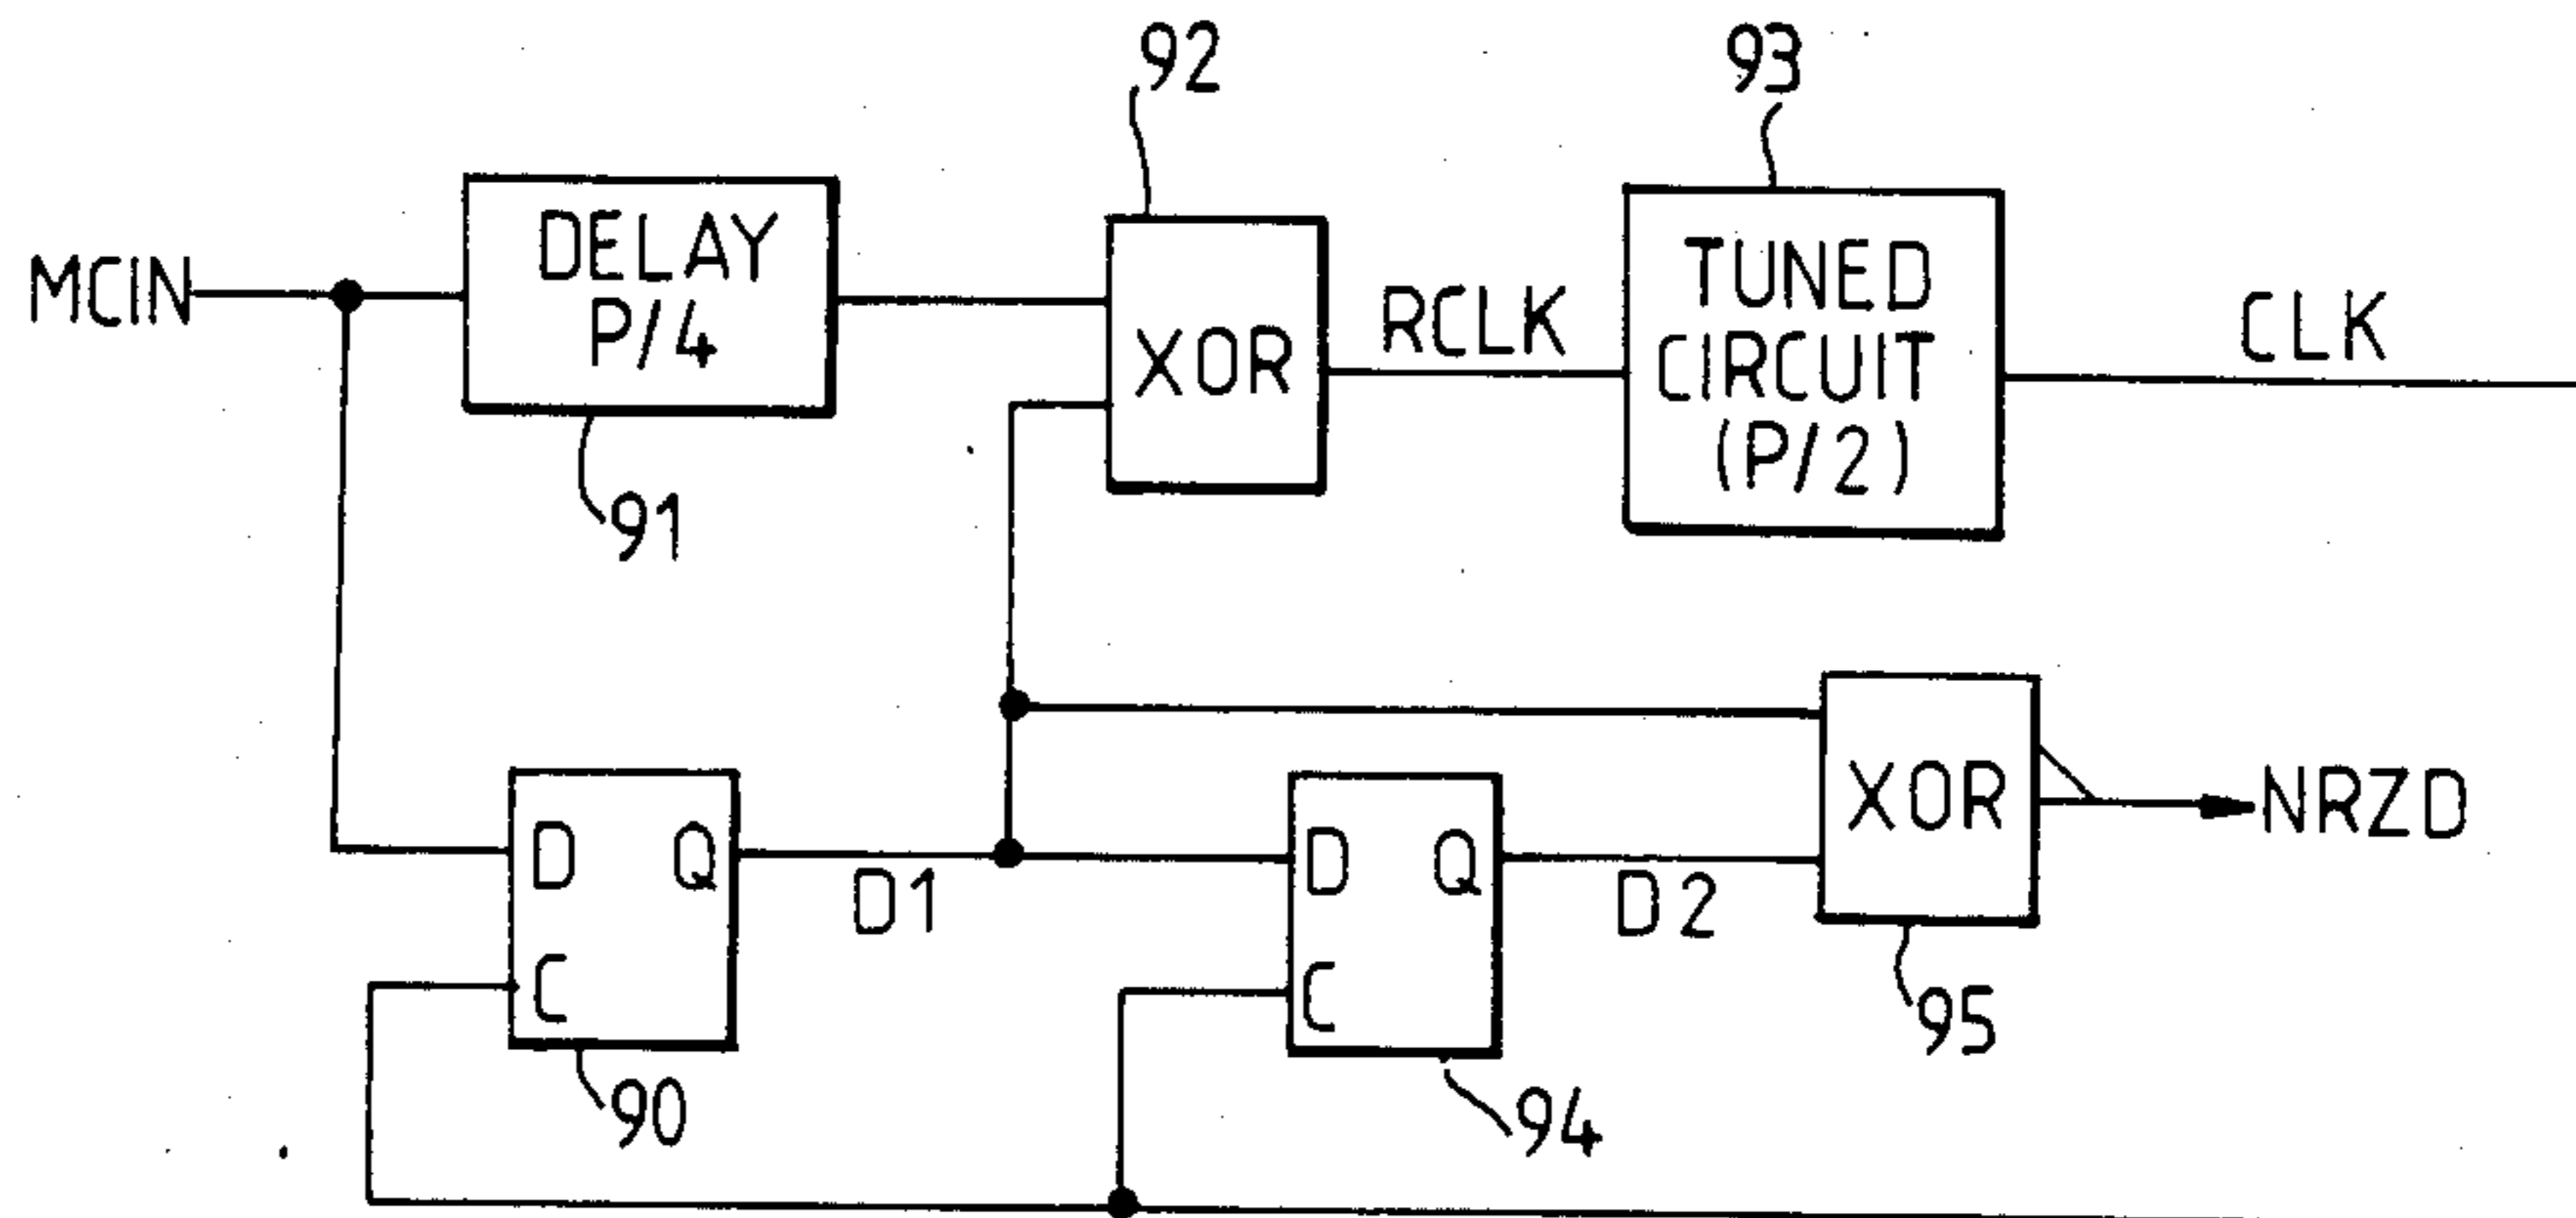 92
93
MCIN
DELAY
P/4
XOR
RCLK
TUNED
CIRCUIT
(P/2)
CLK
91
D Q
C
D1
D Q
C
D2
XOR
NRZD
90
94
95